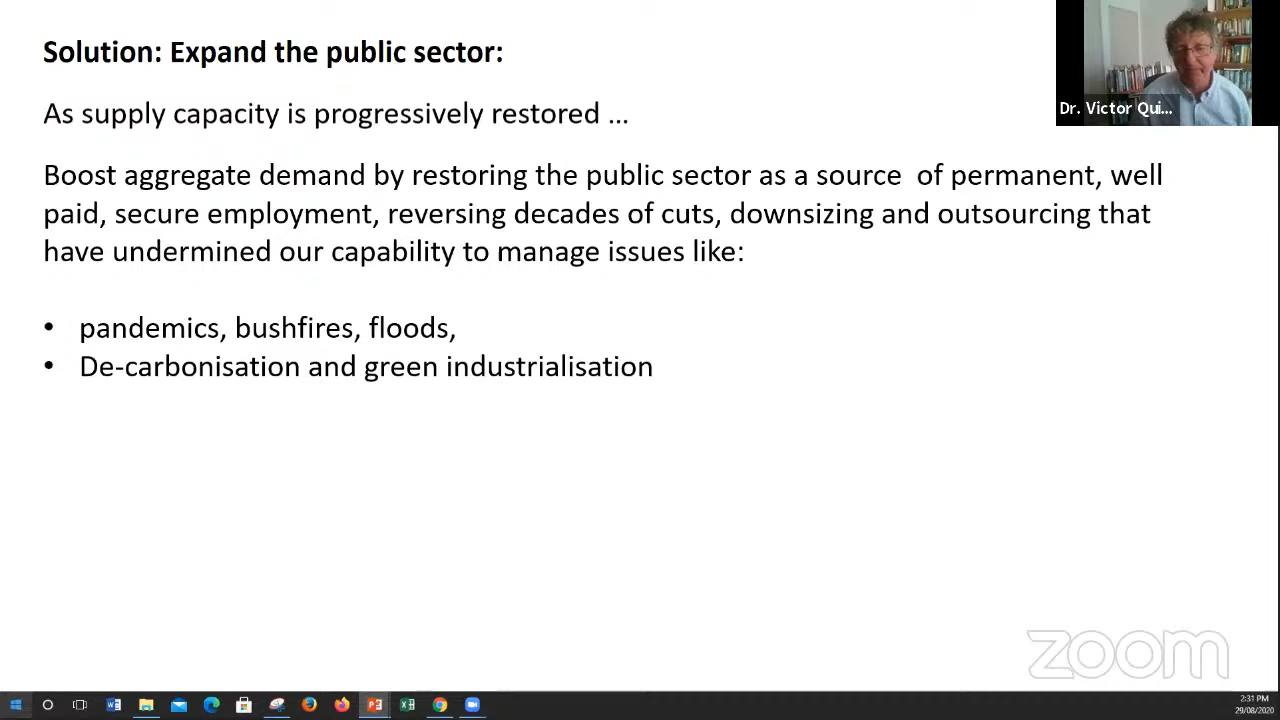 Solution: Expand the public sector:
Dr. Victor Qui...
As supply capacity is progressively restored ...
Boost aggregate demand by restoring the public sector as a source  of permanent, well
paid, secure employment, reversing decades of cuts, downsizing and outsourcing that
have undermined our capability to manage issues like:
• pandemics, bushfires, floods,
• De-carbonisation and green industrialisation
zoom
2:31 PM
29/08/2020